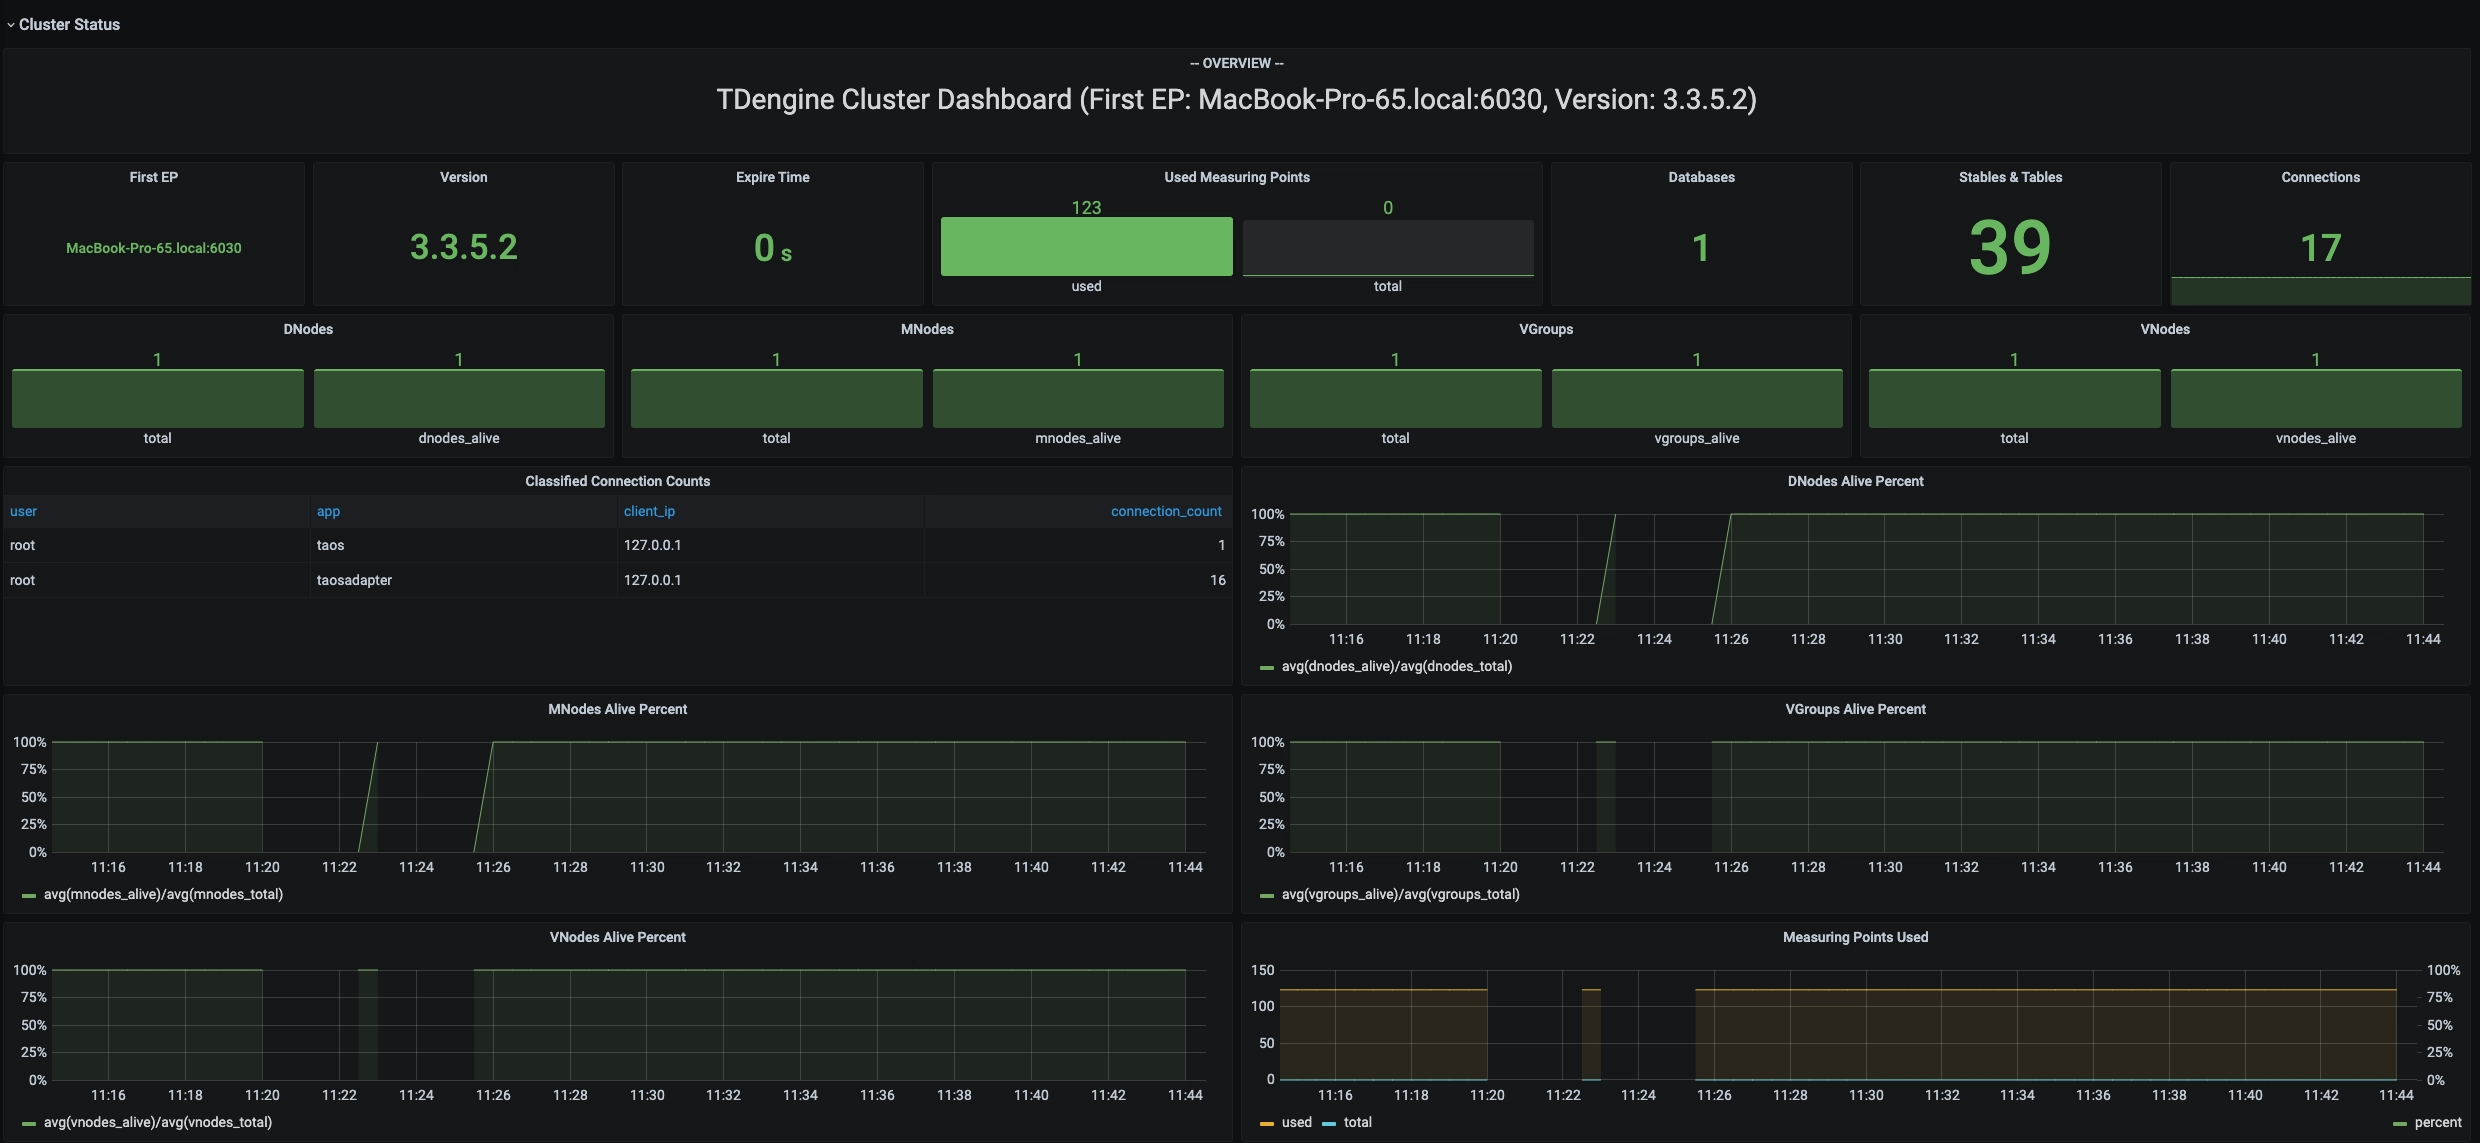 Cluster Status
-- OVERVIEW --
TDengine Cluster Dashboard (First EP: MacBook-Pro-65.local:6030, Version: 3.3.5.2)
First EP
MacBook-Pro-65.local:6030
Version
3.3.5.2
Expire Time
0 s
Used Measuring Points
123 0
used total
Databases
1
Stables & Tables
39
Connections
17
DNodes
1 1
total dnodes_alive
MNodes
1 1
total mnodes_alive
VGroups
1 1
total vgroups_alive
VNodes
1 1
total vnodes_alive
Classified Connection Counts
user app client_ip connection_count
root taos 127.0.0.1 1
root taosadapter 127.0.0.1 16
DNodes Alive Percent
100%
75%
50%
25%
0%
11:16 11:18 11:20 11:22 11:24 11:26 11:28 11:30 11:32 11:34 11:36 11:38 11:40 11:42 11:44
avg(dnodes_alive)/avg(dnodes_total)
MNodes Alive Percent
100%
75%
50%
25%
0%
11:16 11:18 11:20 11:22 11:24 11:26 11:28 11:30 11:32 11:34 11:36 11:38 11:40 11:42 11:44
avg(mnodes_alive)/avg(mnodes_total)
VGroups Alive Percent
100%
75%
50%
25%
0%
11:16 11:18 11:20 11:22 11:24 11:26 11:28 11:30 11:32 11:34 11:36 11:38 11:40 11:42 11:44
avg(vgroups_alive)/avg(vgroups_total)
VNodes Alive Percent
100%
75%
50%
25%
0%
11:16 11:18 11:20 11:22 11:24 11:26 11:28 11:30 11:32 11:34 11:36 11:38 11:40 11:42 11:44
avg(vnodes_alive)/avg(vnodes_total)
Measuring Points Used
150 100%
100 75%
50 50%
25%
0 0%
11:16 11:18 11:20 11:22 11:24 11:26 11:28 11:30 11:32 11:34 11:36 11:38 11:40 11:42 11:44
used total percent